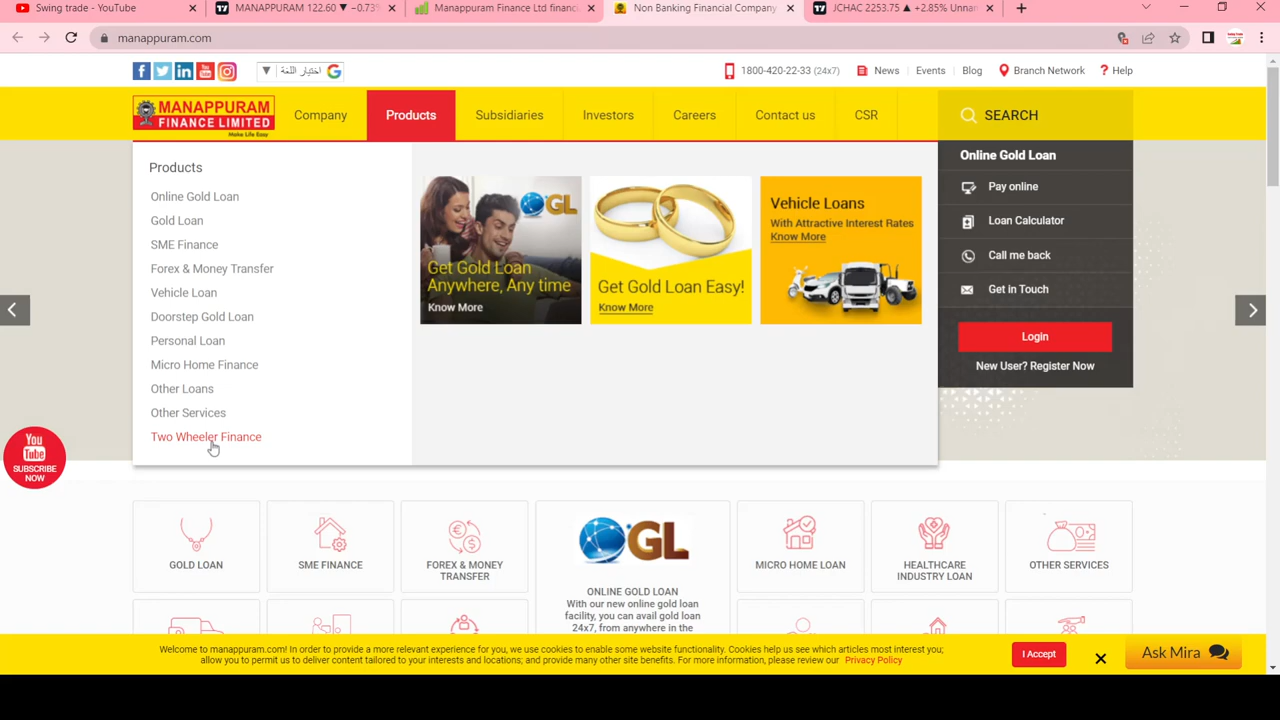 Swing trade - YouTube
MANAPPURAM 122.60 ▼ −0.73%
Manappuram Finance Ltd financ
Non Banking Financial Company
JCHAC 2253.75 ▲ +2.85% Unnam
manappuram.com
اختيار اللغة
1800-420-22-33 (24x7)
News
Events
Blog
Branch Network
Help
MANAPPURAM
FINANCE LIMITED
Make Life Easy
Company
Products
Subsidiaries
Investors
Careers
Contact us
CSR
SEARCH
Products
Online Gold Loan
Gold Loan
SME Finance
Forex & Money Transfer
Vehicle Loan
Doorstep Gold Loan
Personal Loan
Micro Home Finance
Other Loans
Other Services
Two Wheeler Finance
OGL
Get Gold Loan
Anywhere, Any time
Know More
Get Gold Loan Easy!
Know More
Vehicle Loans
With Attractive Interest Rates
Know More
Online Gold Loan
Pay online
Loan Calculator
Call me back
Get in Touch
Login
New User? Register Now
You
Tube
SUBSCRIBE
NOW
GOLD LOAN
SME FINANCE
FOREX & MONEY
TRANSFER
OGL
ONLINE GOLD LOAN
With our new online gold loan
facility, you can avail gold loan
24x7, from anywhere in the
MICRO HOME LOAN
HEALTHCARE
INDUSTRY LOAN
OTHER SERVICES
Welcome to manappuram.com! In order to provide a more relevant experience for you, we use cookies to enable some website functionality. Cookies help us see which articles most interest you;
allow you to permit us to deliver content tailored to your interests and locations; and provide many other site benefits. For more information, please review our Privacy Policy
I Accept
Ask Mira